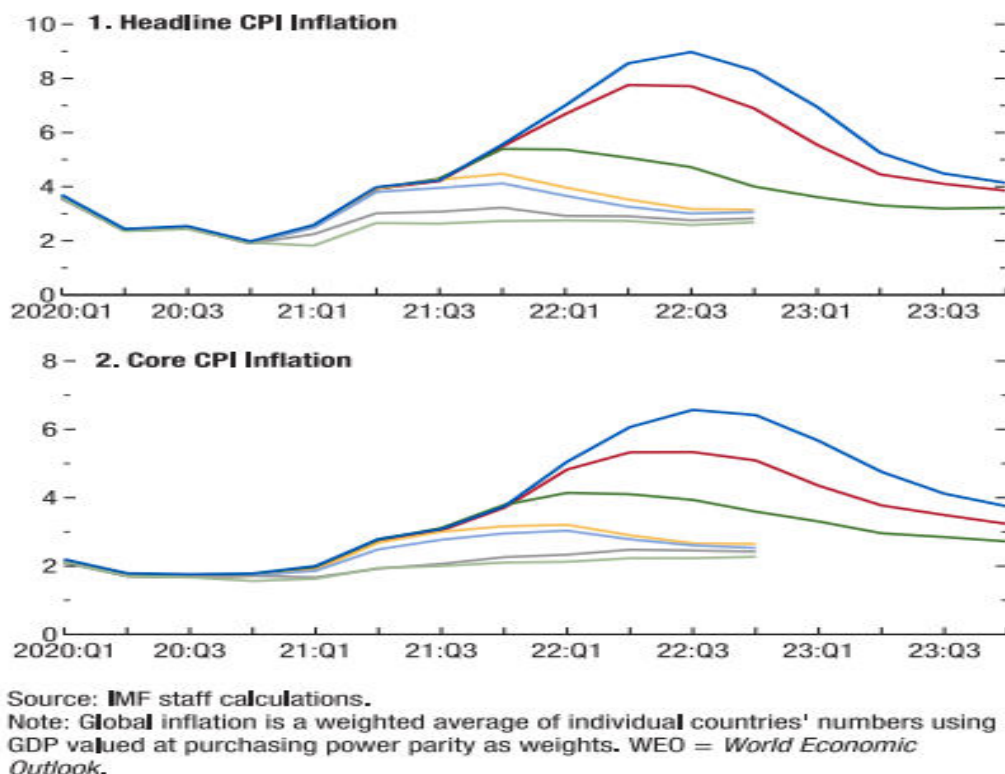 1. Headline CPI Inflation
10
8
6
4
2
0
2020:Q1 20:Q3 21:Q1 21:Q3 22:Q1 22:Q3 23:Q1 23:Q3
2. Core CPI Inflation
8
6
4
2
0
2020:Q1 20:Q3 21:Q1 21:Q3 22:Q1 22:Q3 23:Q1 23:Q3
Source: IMF staff calculations.
Note: Global inflation is a weighted average of individual countries' numbers using
GDP valued at purchasing power parity as weights. WEO = World Economic
Outlook.